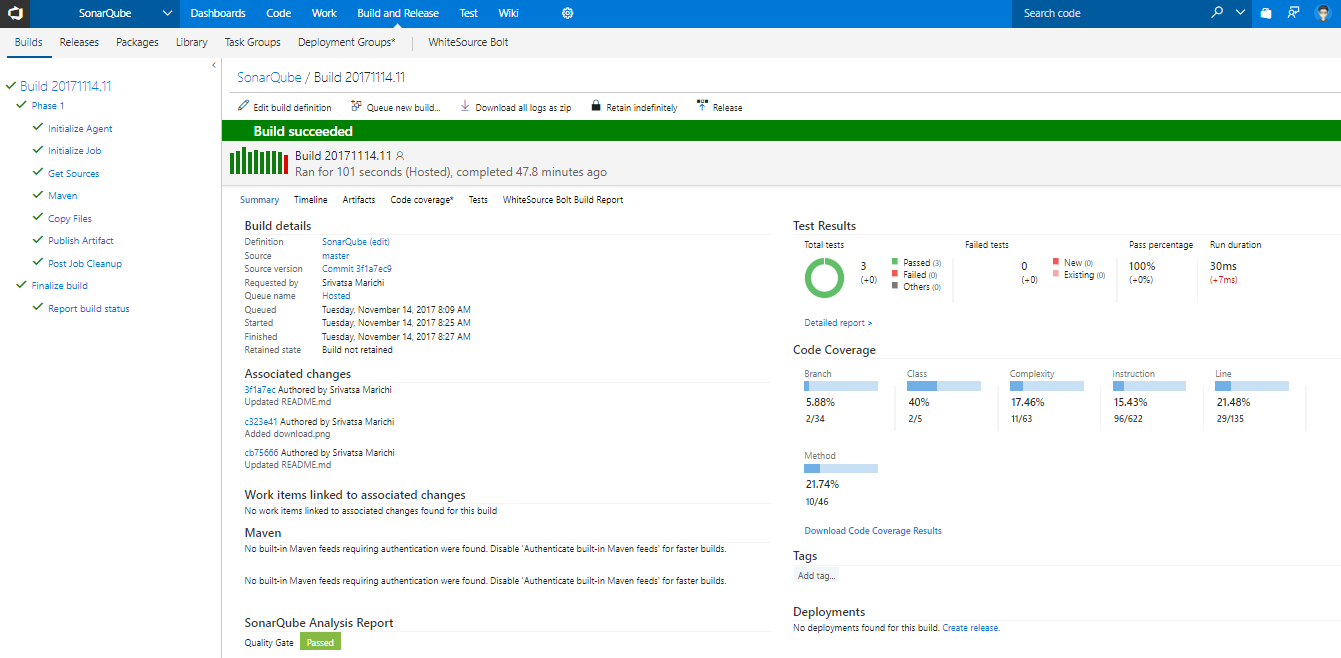 SonarQube
Dashboards Code Work Build and Release Test Wiki
Search code
Builds Releases Packages Library Task Groups Deployment Groups* WhiteSource Bolt
Build 20171114.11
Phase 1
Initialize Agent
Initialize Job
Get Sources
Maven
Copy Files
Publish Artifact
Post Job Cleanup
Finalize build
Report build status
SonarQube / Build 20171114.11
Edit build definition Queue new build... Download all logs as zip Retain indefinitely Release
Build succeeded
Build 20171114.11
Ran for 101 seconds (Hosted), completed 47.8 minutes ago
Summary Timeline Artifacts Code coverage* Tests WhiteSource Bolt Build Report
Build details
Definition SonarQube (edit)
Source master
Source version Commit 3f1a7ec9
Requested by Srivatsa Marichi
Queue name Hosted
Queued Tuesday, November 14, 2017 8:09 AM
Started Tuesday, November 14, 2017 8:25 AM
Finished Tuesday, November 14, 2017 8:27 AM
Retained state Build not retained
Associated changes
3f1a7ec Authored by Srivatsa Marichi
Updated README.md
c323e41 Authored by Srivatsa Marichi
Added download.png
cb75666 Authored by Srivatsa Marichi
Updated README.md
Work items linked to associated changes
No work items linked to associated changes found for this build
Maven
No built-in Maven feeds requiring authentication were found. Disable 'Authenticate built-in Maven feeds' for faster builds.
No built-in Maven feeds requiring authentication were found. Disable 'Authenticate built-in Maven feeds' for faster builds.
SonarQube Analysis Report
Quality Gate Passed
Test Results
Total tests Failed tests Pass percentage Run duration
3
(+0)
Passed (3)
Failed (0)
Others (0)
0
(+0)
New (0)
Existing (0)
100%
(+0%)
30ms
(+7ms)
Detailed report >
Code Coverage
Branch Class Complexity Instruction Line
5.88% 40% 17.46% 15.43% 21.48%
2/34 2/5 11/63 96/622 29/135
Method
21.74%
10/46
Download Code Coverage Results
Tags
Add tag...
Deployments
No deployments found for this build. Create release.